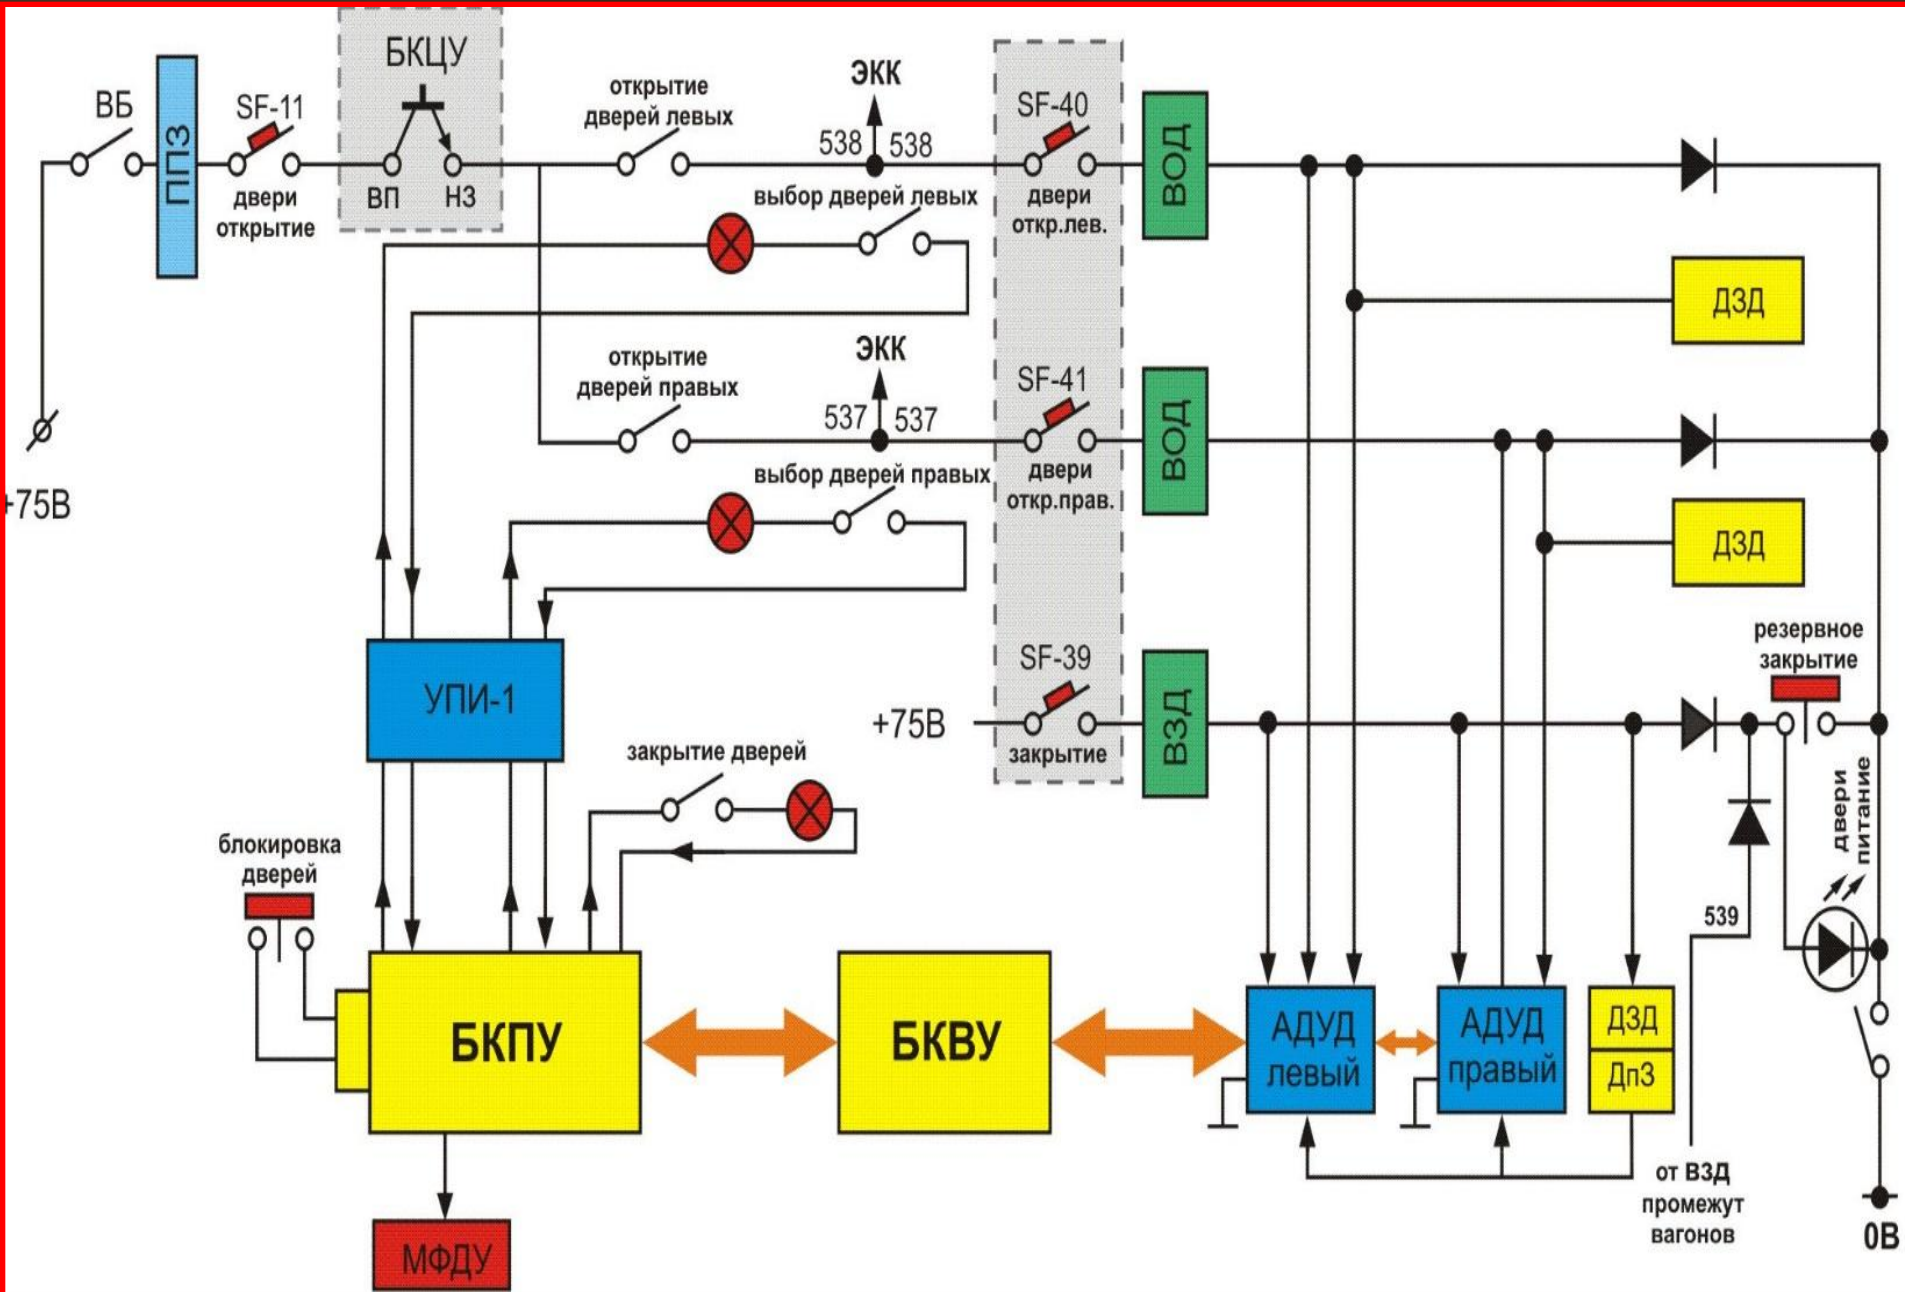 БКЦУ
ВБ
ППЗ
SF-11
двери
открытие
ВП
НЗ
открытие
дверей левых
ЭКК
538
538
SF-40
двери
откр.лев.
ВОД
выбор дверей левых
ДЗД
открытие
дверей правых
ЭКК
537
537
SF-41
двери
откр.прав.
ВОД
+75В
выбор дверей правых
ДЗД
УПИ-1
+75В
SF-39
закрытие
ВЗД
резервное
закрытие
закрытие дверей
двери
питание
блокировка
дверей
539
БКПУ
БКВУ
АДУД
левый
АДУД
правый
ДЗД
ДпЗ
от ВЗД
промежут
вагонов
0В
МФДУ